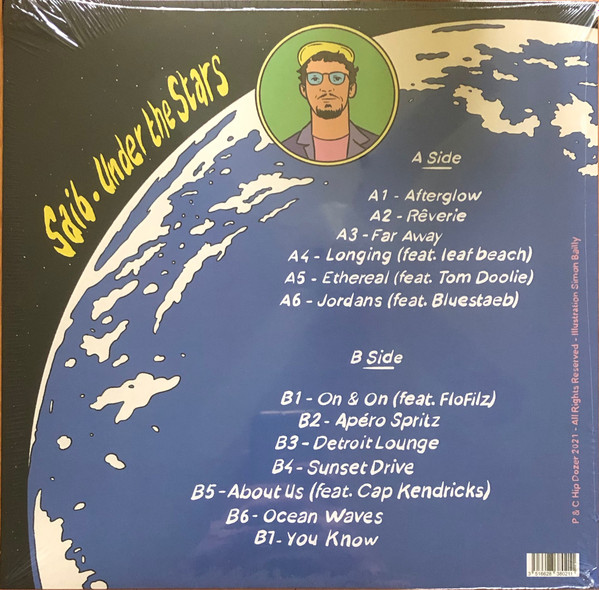 Saib. Under the Stars
A Side
A1 - Afterglow
A2 - Rêverie
A3 - Far Away
A4 - Longing (feat. leaf beach)
A5 - Ethereal (feat. Tom Doolie)
A6 - Jordans (feat. Bluestaeb)
B Side
B1 - On & On (feat. FloFilz)
B2 - Apéro Spritz
B3 - Detroit Lounge
B4 - Sunset Drive
B5 - About Us (feat. Cap Kendricks)
B6 - Ocean Waves
B7 - You Know
P & C Hip Dozer 2021 - All Rights Reserved - Illustration Simon Bailly